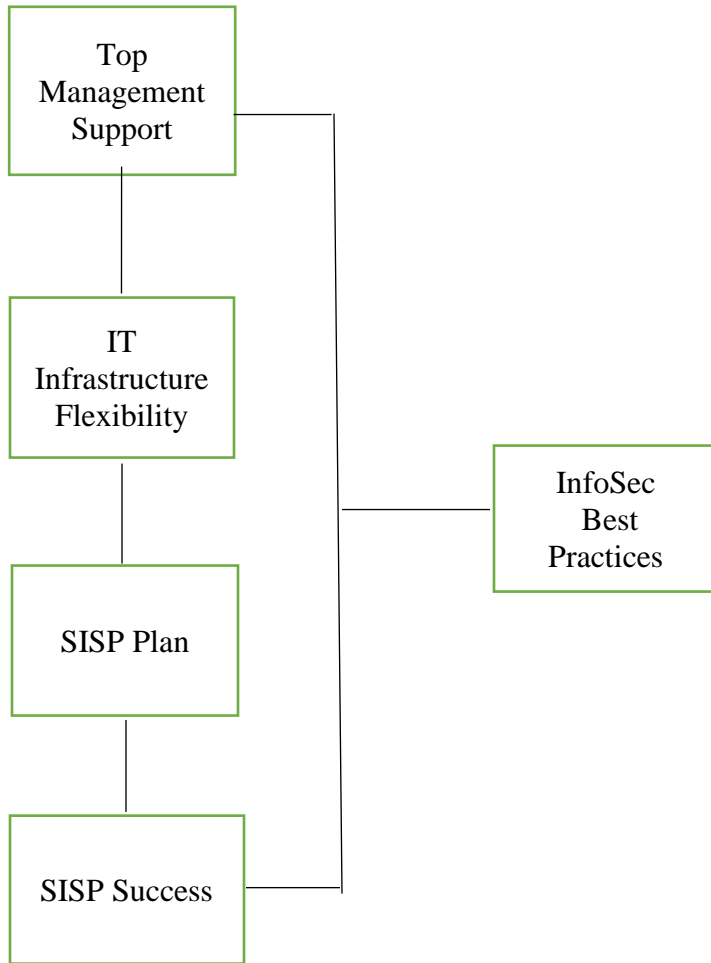 Top
Management
Support
IT
Infrastructure
Flexibility
InfoSec
Best
Practices
SISP Plan
SISP Success